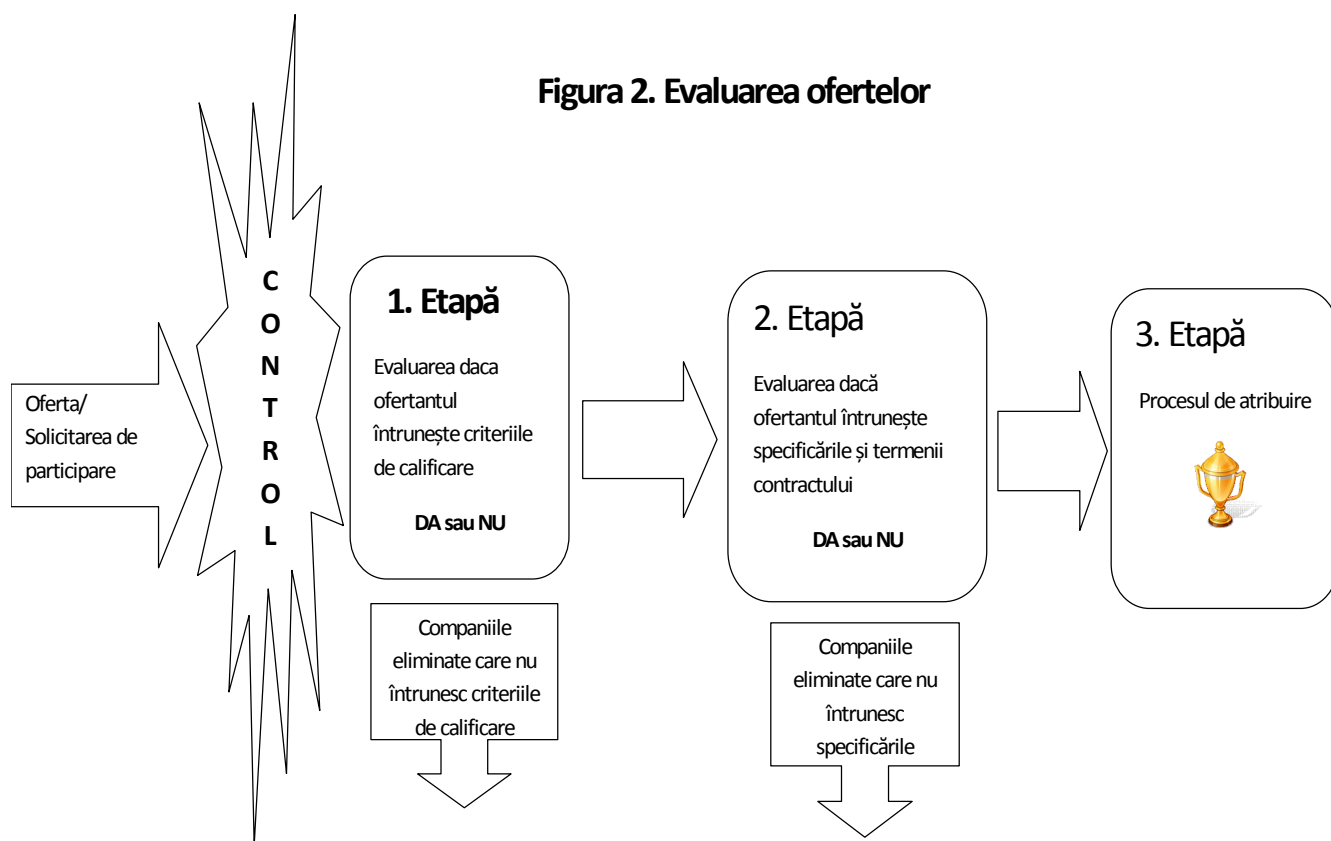 Figura 2. Evaluarea ofertelor
Oferta/
Solicitarea de
participare
C
O
N
T
R
O
L
1. Etapă
Evaluarea daca
ofertantul
întrunește criteriile
de calificare
DA sau NU
Companiile
eliminate care nu
întrunesc criteriile
de calificare
2. Etapă
Evaluarea dacă
ofertantul întrunește
specificările și termenii
contractului
DA sau NU
Companiile
eliminate care nu
întrunesc
specificările
3. Etapă
Procesul de atribuire